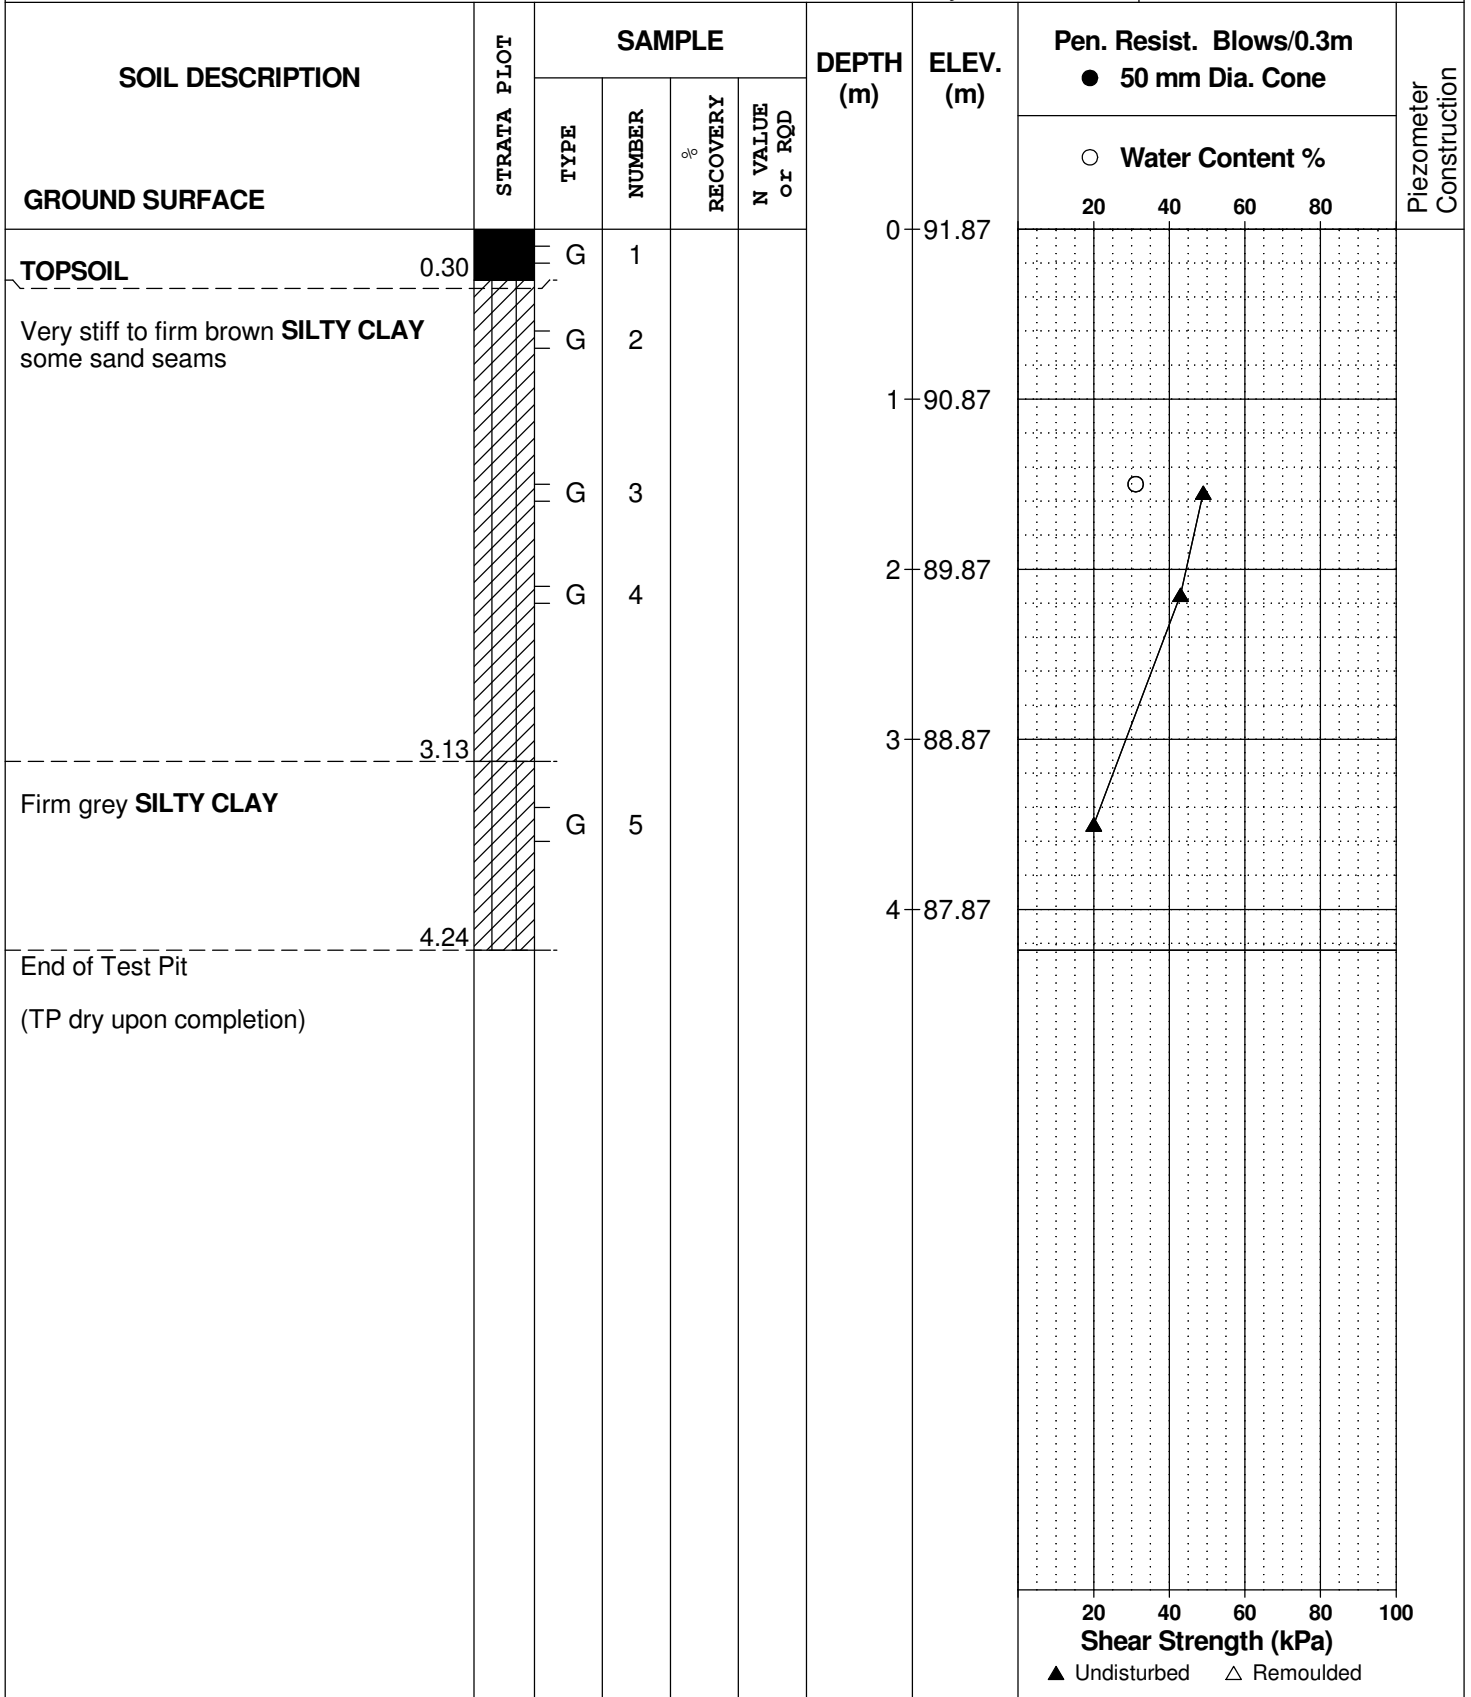 SOIL DESCRIPTION
GROUND SURFACE
STRATA PLOT
SAMPLE
TYPE
NUMBER
%
RECOVERY
N VALUE
or RQD
DEPTH
(m)
ELEV.
(m)
Pen. Resist. Blows/0.3m
● 50 mm Dia. Cone
○ Water Content %
20 40 60 80
Piezometer
Construction
0 91.87
TOPSOIL 0.30
G 1
Very stiff to firm brown SILTY CLAY
some sand seams
G 2
1 90.87
G 3
2 89.87
G 4
3 88.87
3.13
Firm grey SILTY CLAY
G 5
4 87.87
4.24
End of Test Pit
(TP dry upon completion)
20 40 60 80 100
Shear Strength (kPa)
▲ Undisturbed △ Remoulded